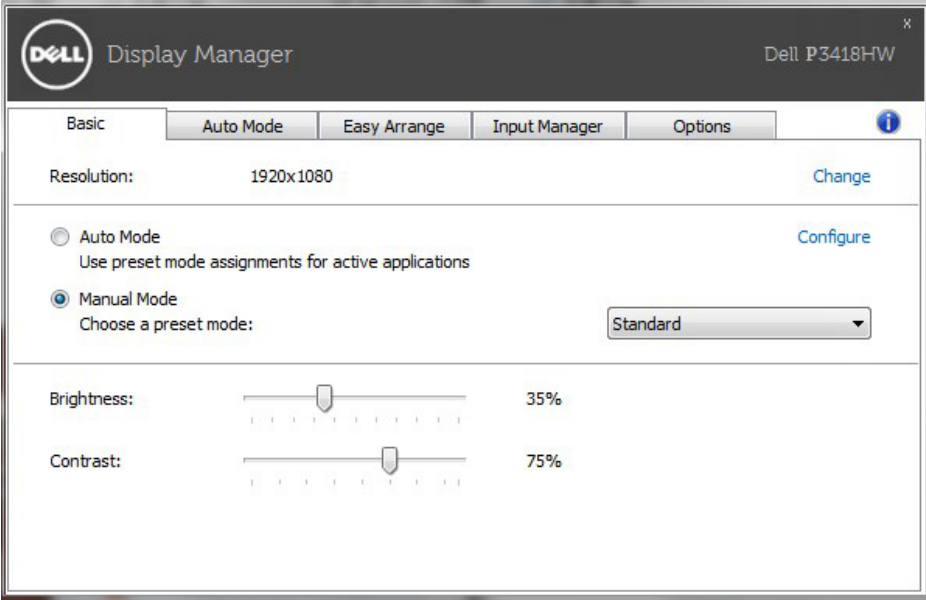 DELL
Display Manager
x
Dell P3418HW
Basic
Auto Mode
Easy Arrange
Input Manager
Options
i
Resolution:
1920x1080
Change
Auto Mode
Configure
Use preset mode assignments for active applications
Manual Mode
Choose a preset mode:
Standard
Brightness:
35%
Contrast:
75%